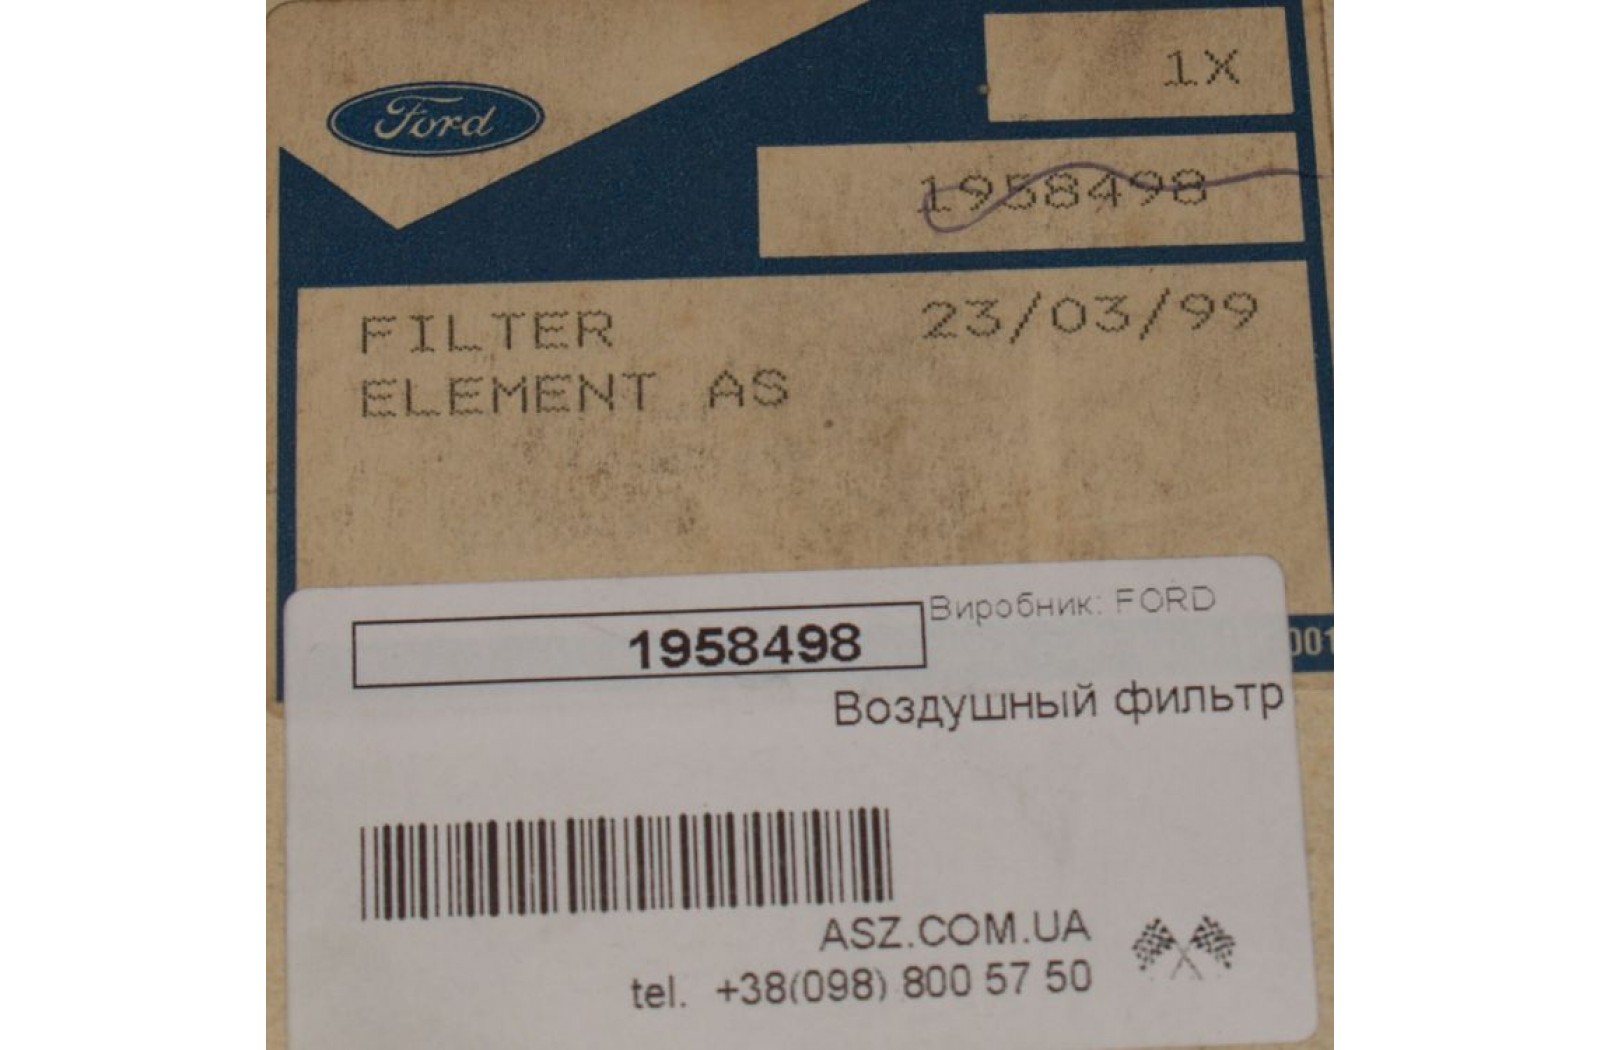 Ford
1X
1958498
FILTER 23/03/99
ELEMENT AS
001
1958498
Виробник: FORD
Воздушный фильтр
ASZ.COM.UA
tel. +38(098) 800 57 50